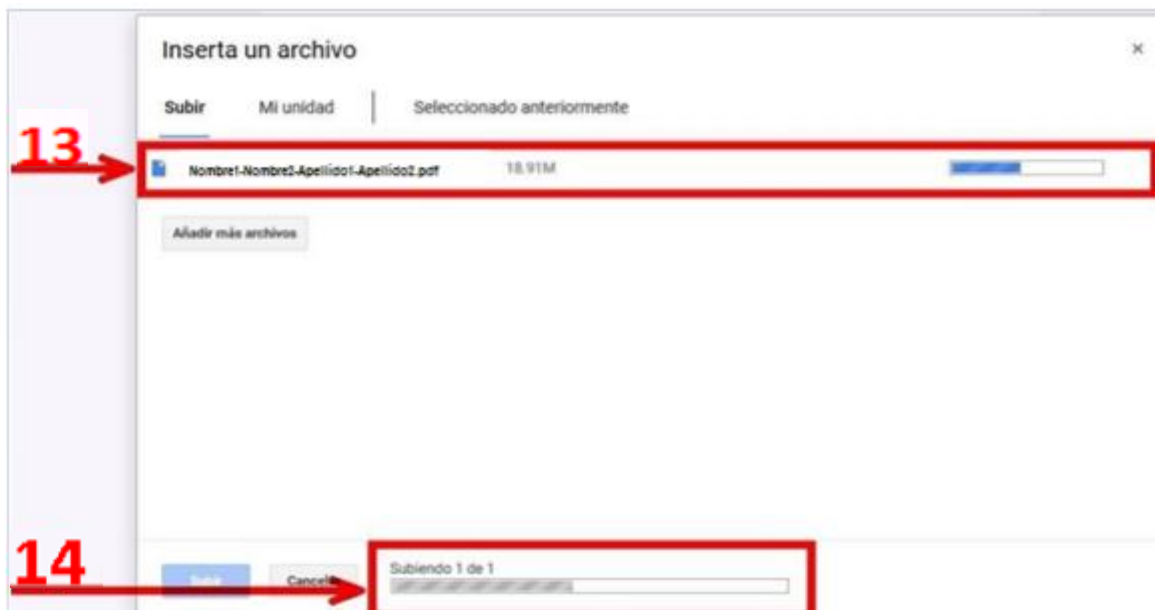 Inserta un archivo ×
Subir Mi unidad Seleccionado anteriormente
13
Nombre1-Nombre2-Apellido1-Apellido2.pdf 18.91M
Añadir más archivos
14
Subir
Subiendo 1 de 1